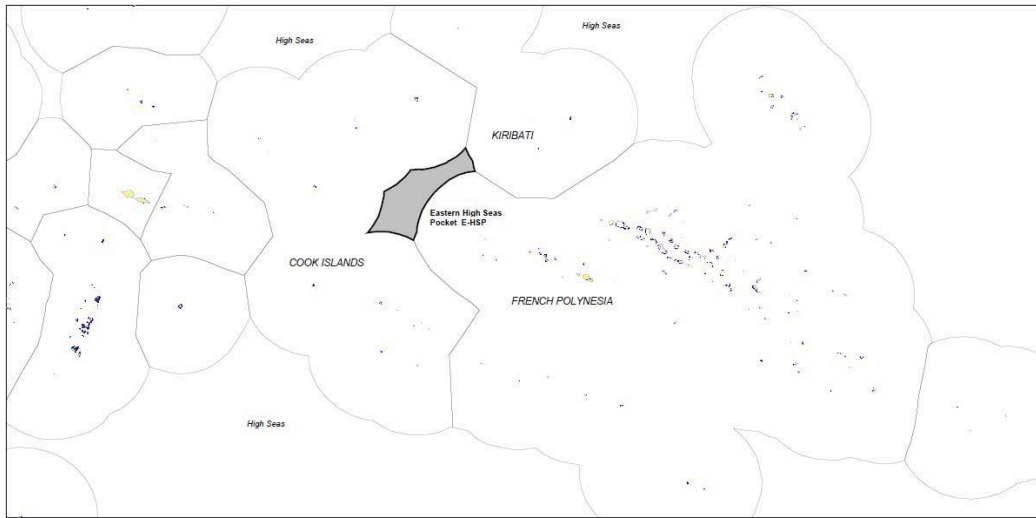 High Seas
High Seas
KIRIBATI
Eastern High Seas
Pocket E-HSP
COOK ISLANDS
FRENCH POLYNESIA
High Seas